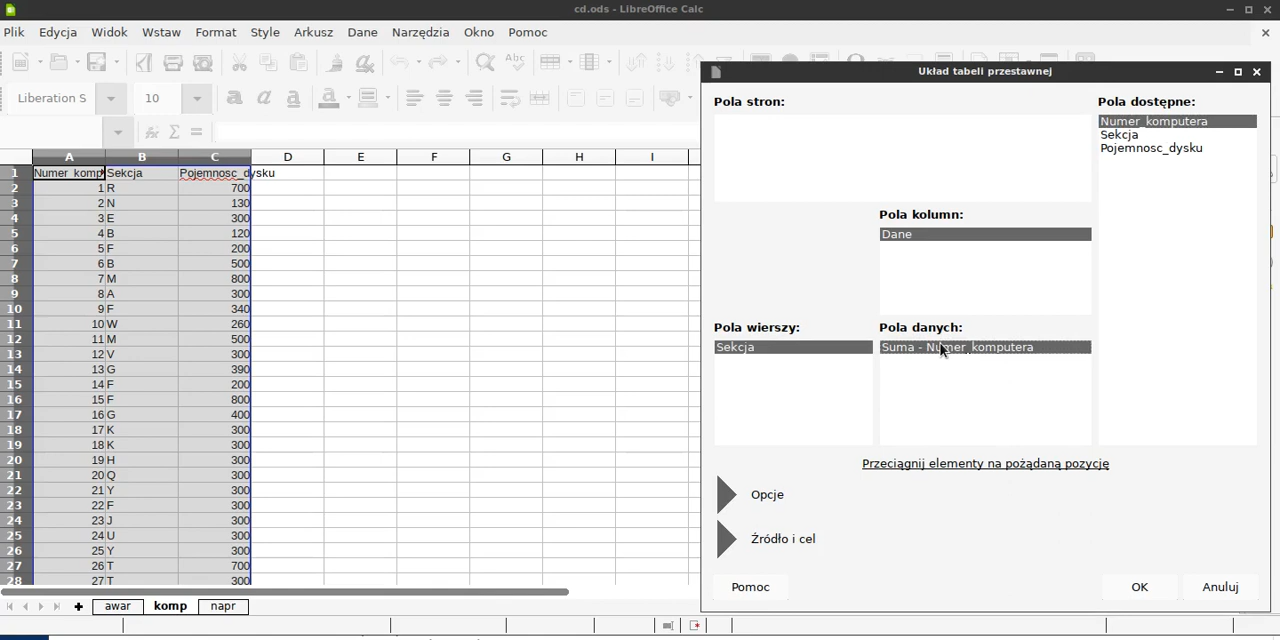 cd.ods - LibreOffice Calc
Plik Edycja Widok Wstaw Format Style Arkusz Dane Narzędzia Okno Pomoc
Liberation S 10
A B C D E F G H I
1 Numer_komp Sekcja Pojemnosc_dysku
2 1 R 700
3 2 N 130
4 3 E 300
5 4 B 120
6 5 F 200
7 6 B 500
8 7 M 800
9 8 A 300
10 9 F 340
11 10 W 260
12 11 M 500
13 12 V 300
14 13 G 390
15 14 F 200
16 15 F 800
17 16 G 400
18 17 K 300
19 18 K 300
20 19 H 300
21 20 Q 300
22 21 Y 300
23 22 F 300
24 23 J 300
25 24 U 300
26 25 Y 300
27 26 T 700
28 27 T 300
awar komp napr
Układ tabeli przestawnej
Pola stron:
Pola dostępne:
Numer_komputera
Sekcja
Pojemnosc_dysku
Pola kolumn:
Dane
Pola wierszy:
Sekcja
Pola danych:
Suma - Numer_komputera
Przeciągnij elementy na pożądaną pozycję
Opcje
Źródło i cel
Pomoc OK Anuluj